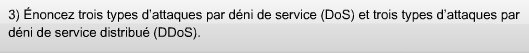 3) Énoncez trois types d'attaques par déni de service (DoS) et trois types d'attaques par
déni de service distribué (DDoS).